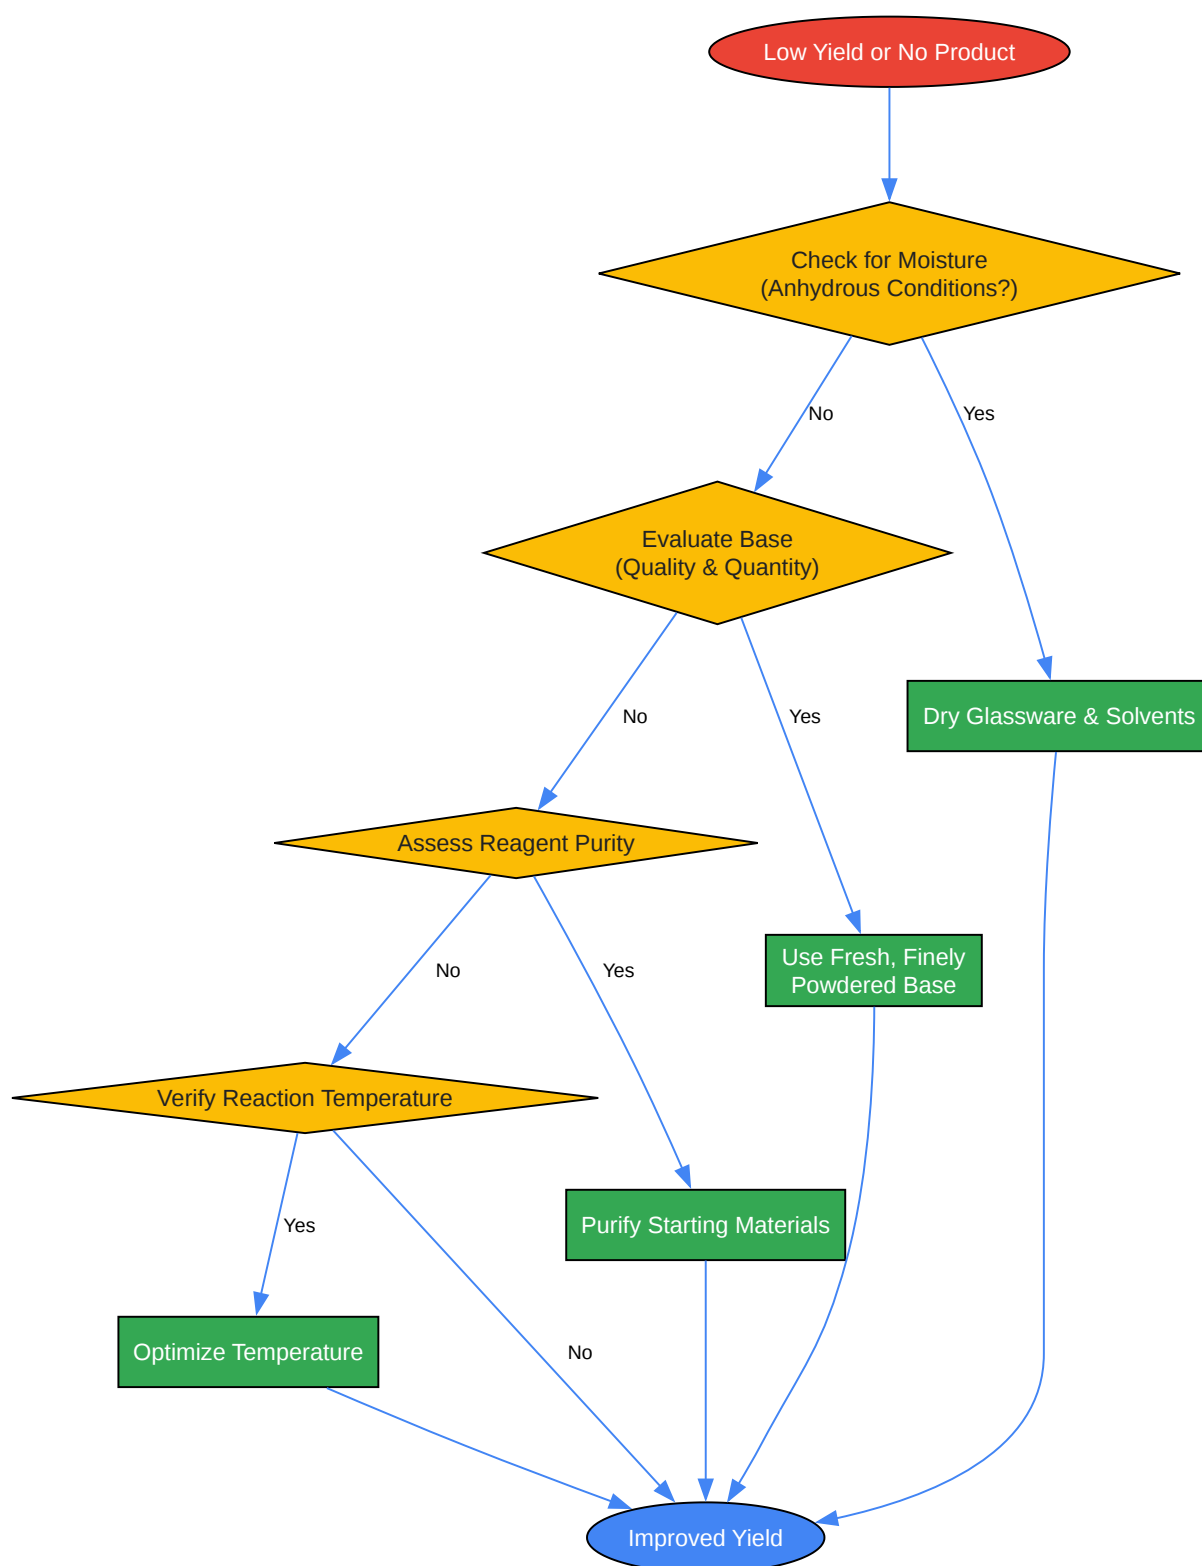 Low Yield or No Product
Check for Moisture
(Anhydrous Conditions?)
No
Yes
Evaluate Base
(Quality & Quantity)
No
Yes
Dry Glassware & Solvents
Assess Reagent Purity
No
Yes
Use Fresh, Finely
Powdered Base
Verify Reaction Temperature
Yes
Purify Starting Materials
Optimize Temperature
No
Improved Yield